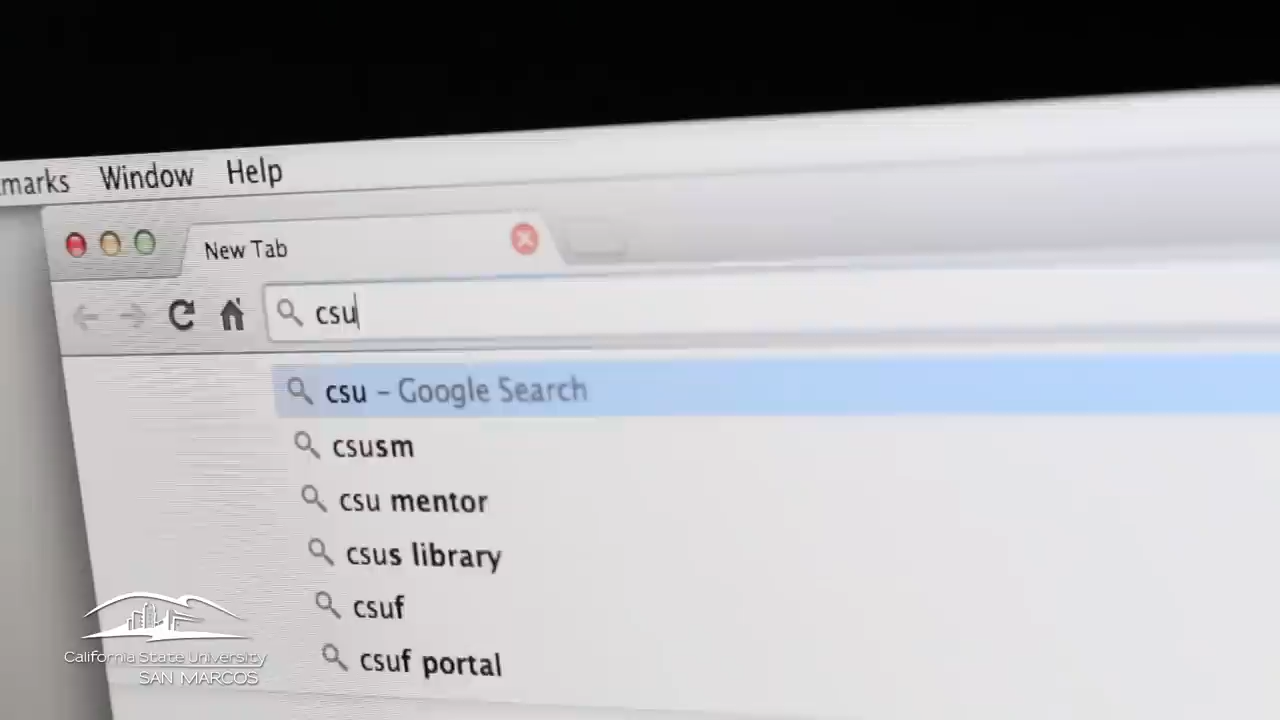 Window Help
New Tab
csu
csu – Google Search
csusm
csu mentor
csus library
csuf
csuf portal
California State University
SAN MARCOS